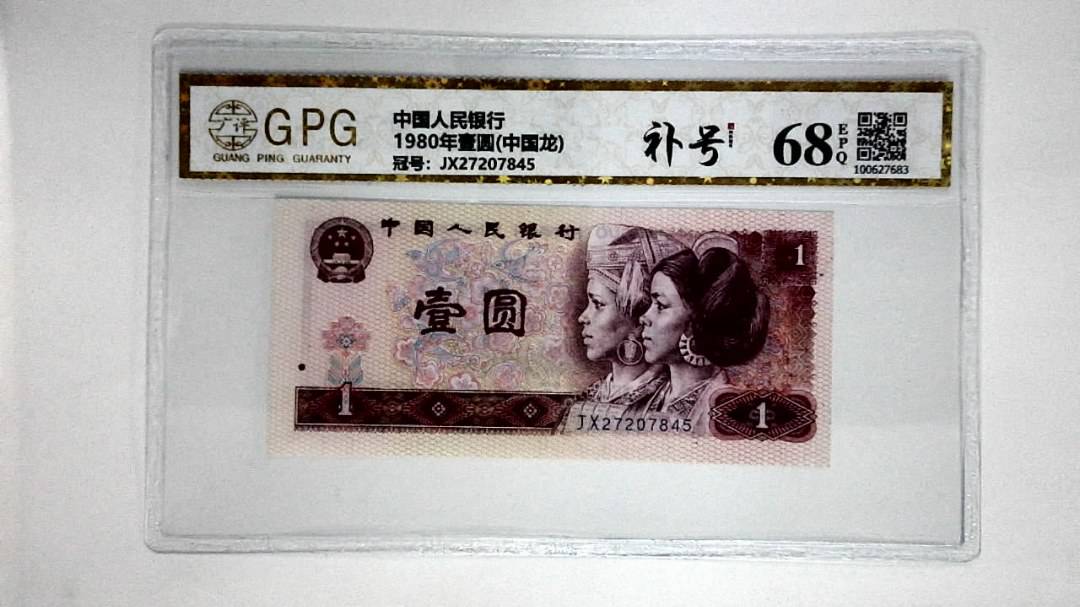 GPG
GUANG PING GUARANTY
中国人民银行
1980年壹圆(中国龙)
冠号: JX27207845
补号
68
EPQ
100627683
中国人民银行
1
壹圆
1
JX27207845
1